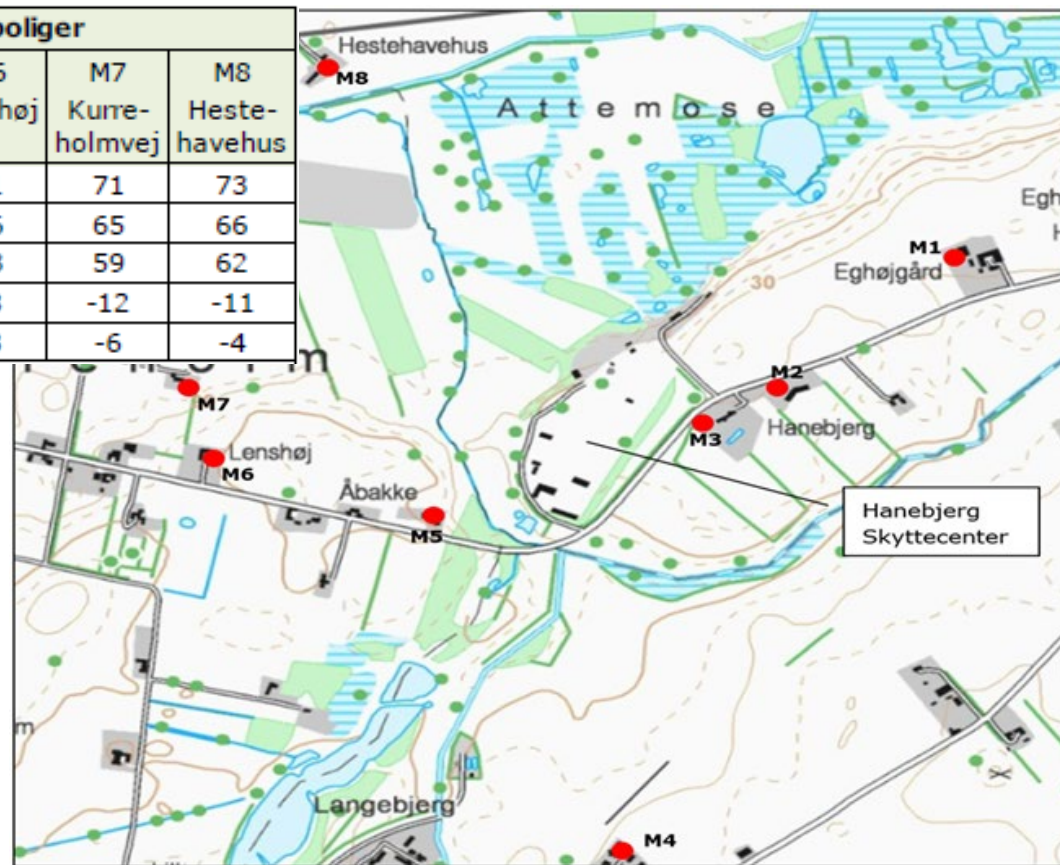 boliger
M7 M8
høj Kurre- Heste-
holmvej havehus
71 73
65 66
59 62
-12 -11
-6 -4
Hestehavehus
M8
Attemose
M1
Eghøjgård
30
M2
M7
M3
Hanebjerg
Lenshøj
M6
Åbakke
M5
Hanebjerg
Skyttecenter
Langebjerg
M4